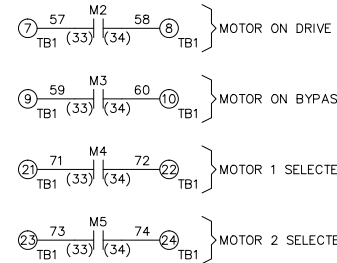 M2
7 57 58 8 MOTOR ON DRIVE
TB1 (33) (34) TB1
M3
9 59 60 10 MOTOR ON BYPAS
TB1 (33) (34) TB1
M4
21 71 72 22 MOTOR 1 SELECTE
TB1 (33) (34) TB1
M5
23 73 74 24 MOTOR 2 SELECTE
TB1 (33) (34) TB1